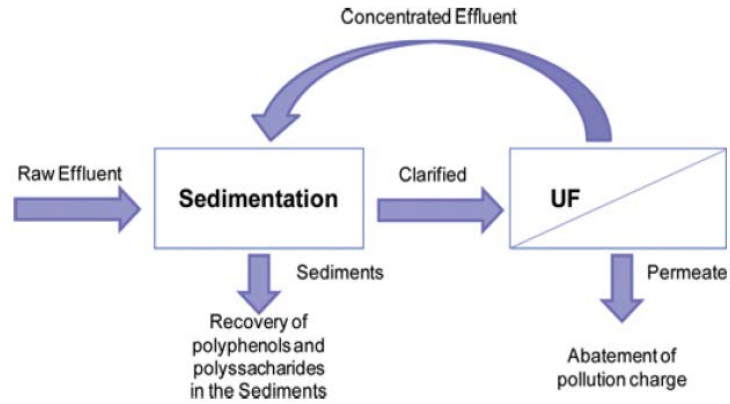 Concentrated Effluent
Raw Effluent
Sedimentation
Clarified
UF
Sediments
Permeate
Recovery of
polyphenols and
polyssacharides
in the Sediments
Abatement of
pollution charge